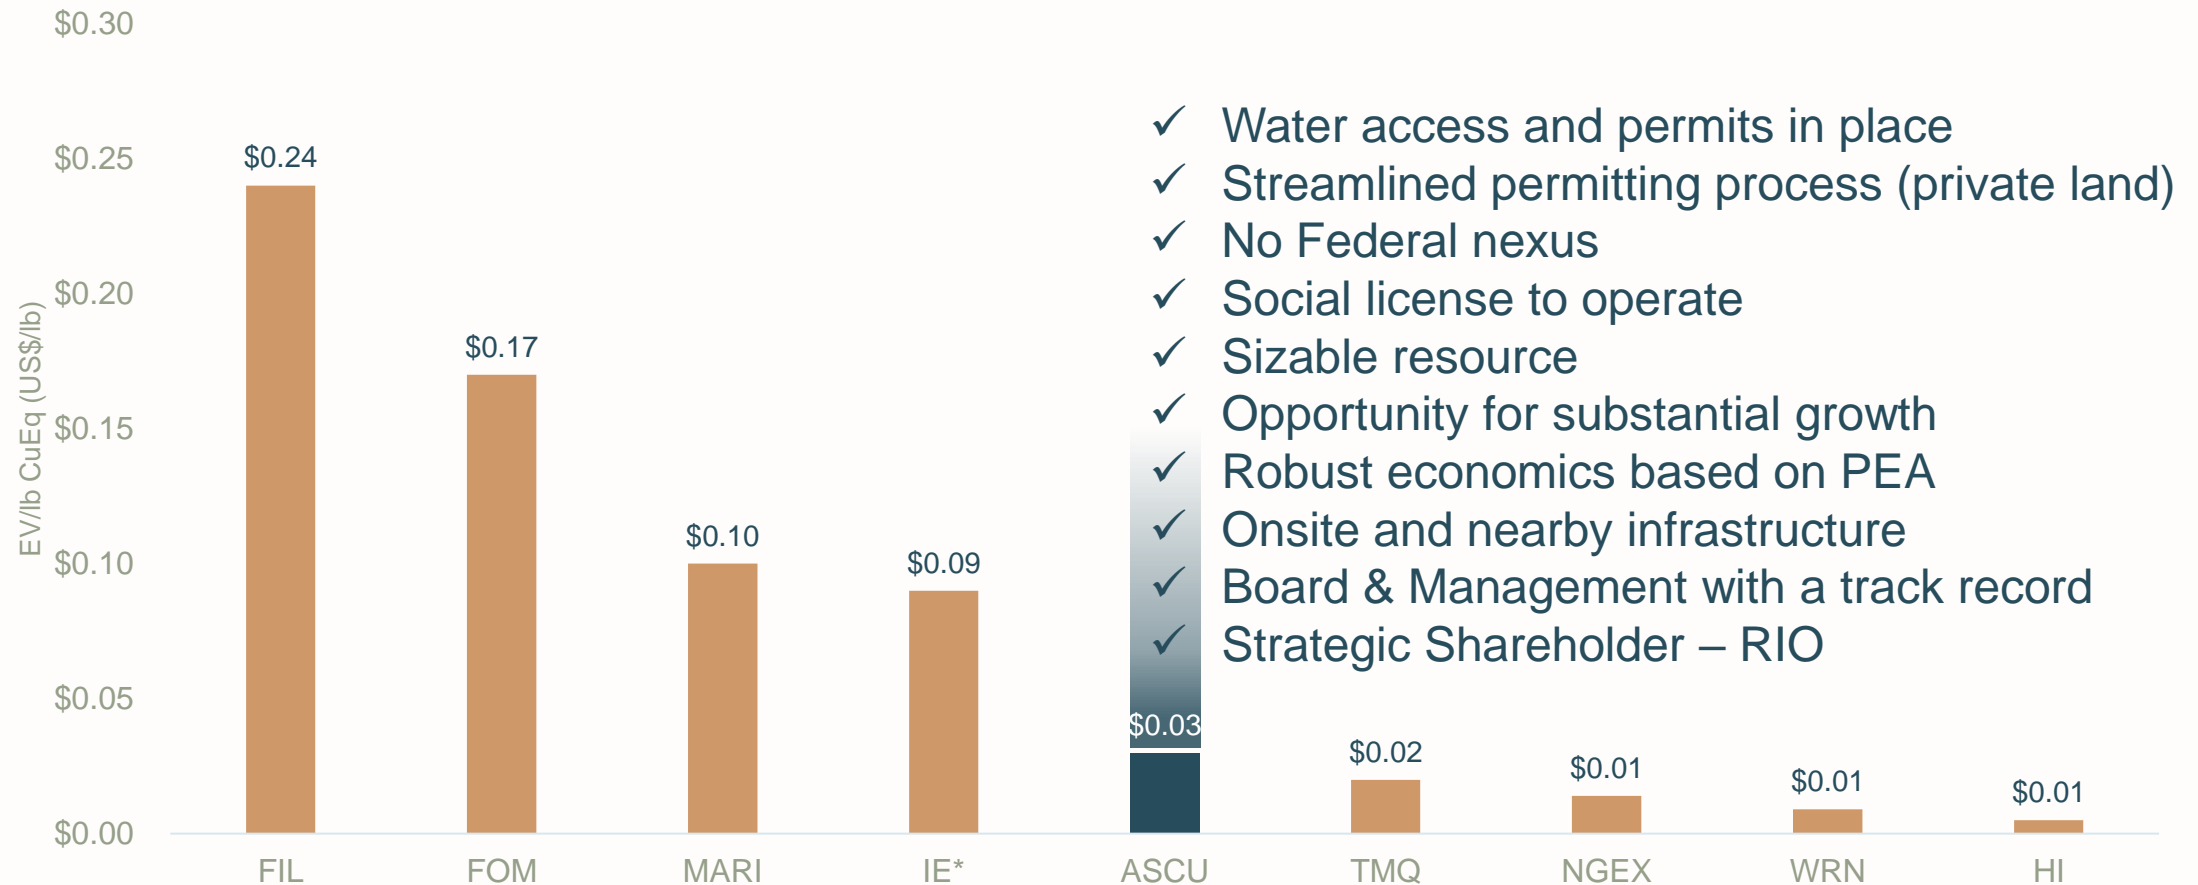 $0.30
$0.25
$0.20
$0.15
$0.10
$0.05
$0.00
EV/lb CuEq (US$/lb)
$0.24
$0.17
$0.10
$0.09
$0.03
$0.02
$0.01
$0.01
$0.01
✓ Water access and permits in place
✓ Streamlined permitting process (private land)
✓ No Federal nexus
✓ Social license to operate
✓ Sizable resource
✓ Opportunity for substantial growth
✓ Robust economics based on PEA
✓ Onsite and nearby infrastructure
✓ Board & Management with a track record
✓ Strategic Shareholder – RIO
FIL FOM MARI IE* ASCU TMQ NGEX WRN HI